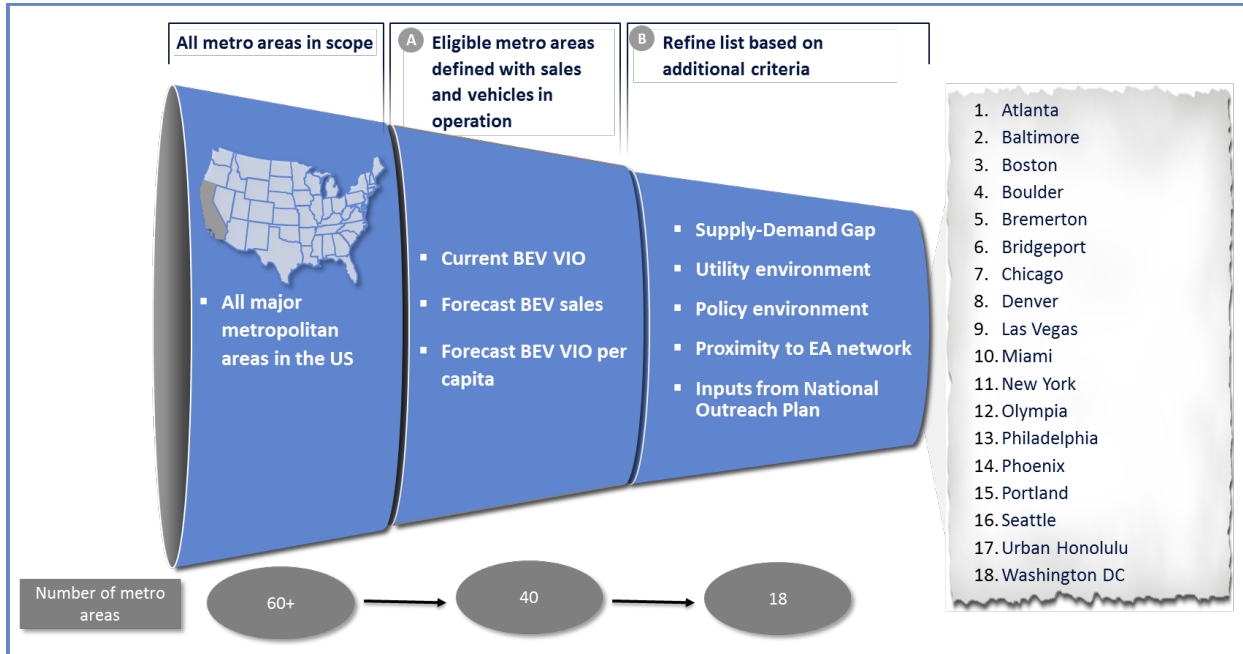 All metro areas in scope
A
Eligible metro areas
defined with sales
and vehicles in
operation
B
Refine list based on
additional criteria
▪ All major
metropolitan
areas in the US
▪ Current BEV VIO
▪ Forecast BEV sales
▪ Forecast BEV VIO per
capita
▪ Supply-Demand Gap
▪ Utility environment
▪ Policy environment
▪ Proximity to EA network
▪ Inputs from National
Outreach Plan
1. Atlanta
2. Baltimore
3. Boston
4. Boulder
5. Bremerton
6. Bridgeport
7. Chicago
8. Denver
9. Las Vegas
10. Miami
11. New York
12. Olympia
13. Philadelphia
14. Phoenix
15. Portland
16. Seattle
17. Urban Honolulu
18. Washington DC
Number of metro
areas
60+
40
18